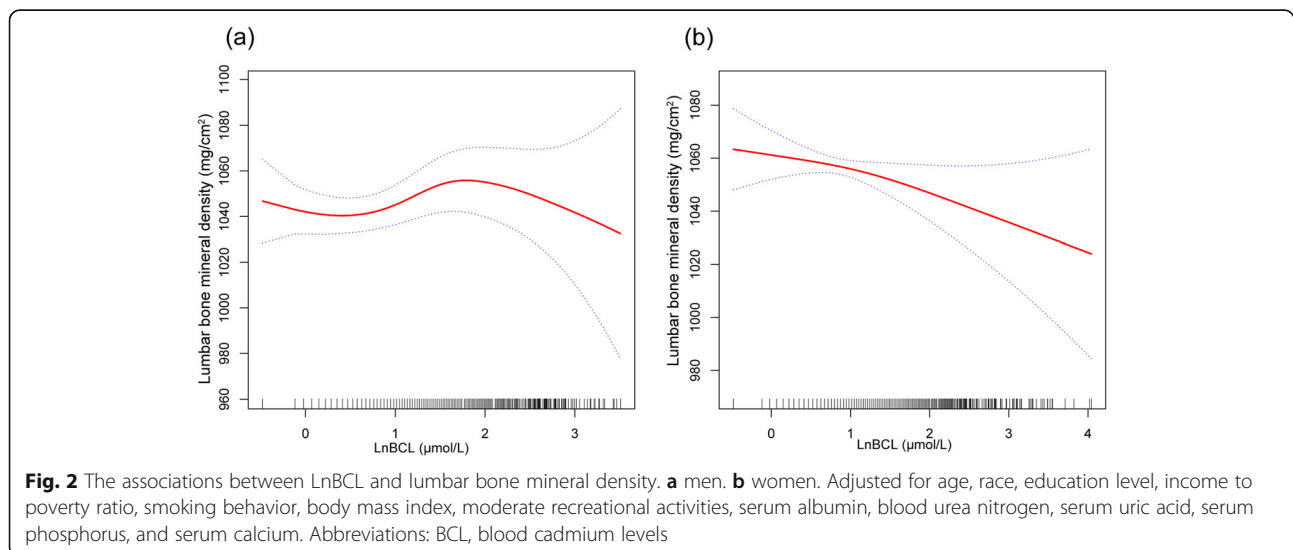 (a)
(b)
Lumbar bone mineral density (mg/cm²)
1100
1080
1060
1040
1020
1000
980
960
0 1 2 3
LnBCL (μmol/L)
Lumbar bone mineral density (mg/cm²)
1080
1060
1040
1020
1000
980
0 1 2 3 4
LnBCL (μmol/L)
Fig. 2 The associations between LnBCL and lumbar bone mineral density. a men. b women. Adjusted for age, race, education level, income to
poverty ratio, smoking behavior, body mass index, moderate recreational activities, serum albumin, blood urea nitrogen, serum uric acid, serum
phosphorus, and serum calcium. Abbreviations: BCL, blood cadmium levels